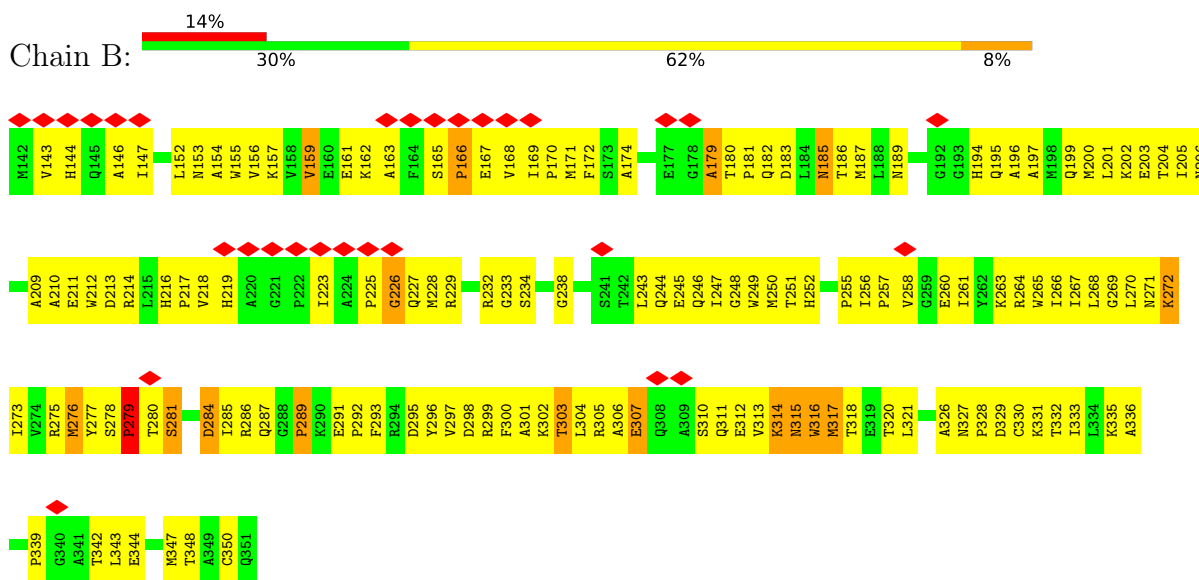 14%
Chain B:
30% 62% 8%
M142 V143 H144 Q145 A146 I147 L152 N153 A154 W155 V156 K157 V158 V159 E160 E161 K162 A163 F164 S165 P166 E167 V168 I169 P170 M171 F172 S173 A174 E177 G178 A179 T180 P181 Q182 D183 L184 N185 T186 M187 L188 N189 G192 G193 H194 Q195 A196 A197 M198 Q199 M200 L201 K202 E203 T204 I205
A209 A210 E211 W212 D213 R214 L215 H216 P217 V218 H219 A220 G221 P222 I223 A224 P225 G226 Q227 M228 R229 R232 G233 S234 G238 S241 T242 L243 Q244 E245 Q246 I247 G248 W249 M250 T251 H252 P255 I256 P257 V258 G259 E260 I261 Y262 K263 R264 W265 I266 I267 L268 G269 L270 N271 K272
I273 V274 R275 M276 Y277 S278 P279 T280 S281 D284 I285 R286 Q287 G288 P289 K290 E291 P292 F293 R294 D295 Y296 V297 D298 R299 F300 A301 K302 T303 L304 R305 A306 E307 Q308 A309 S310 Q311 E312 V313 K314 N315 W316 M317 T318 E319 T320 L321 A326 N327 P328 D329 C330 K331 T332 I333 L334 K335 A336
P339 G340 A341 T342 L343 E344 M347 T348 A349 C350 Q351